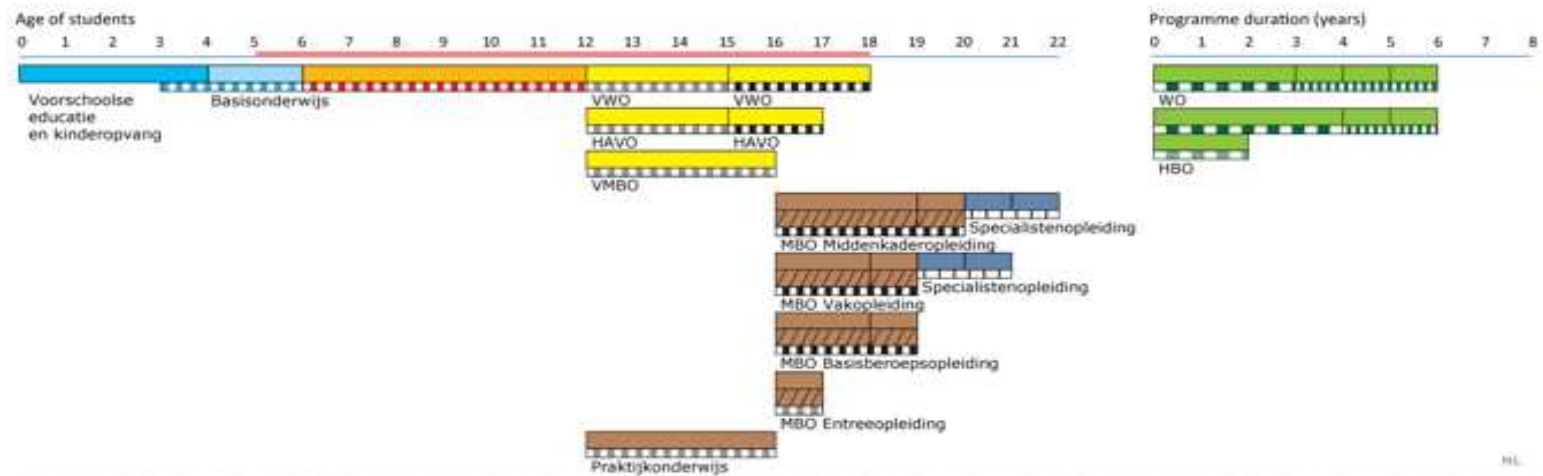 Age of students
Programme duration (years)
0 1 2 3 4 5 6 7 8 9 10 11 12 13 14 15 16 17 18 19 20 21 22
0 1 2 3 4 5 6 7 8
Voorschoolse
educatie
en kinderopvang
Basisonderwijs
VWO
VWO
WO
HAVO
HAVO
HBO
VMBO
Specialistenopleiding
MBO Middenkaderopleiding
Specialistenopleiding
MBO Vakopleiding
MBO Basisberoepsopleiding
MBO Entreeopleiding
Praktijkonderwijs
NL